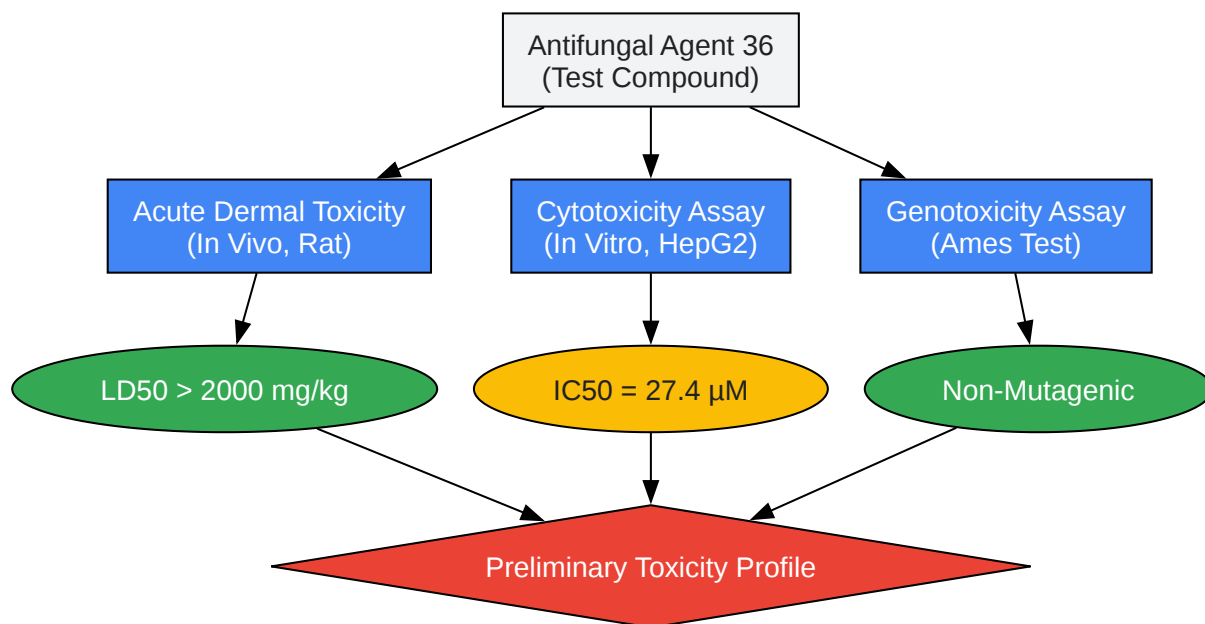 Antifungal Agent 36
(Test Compound)
Acute Dermal Toxicity
(In Vivo, Rat)
Cytotoxicity Assay
(In Vitro, HepG2)
Genotoxicity Assay
(Ames Test)
LD50 > 2000 mg/kg
IC50 = 27.4 µM
Non-Mutagenic
Preliminary Toxicity Profile